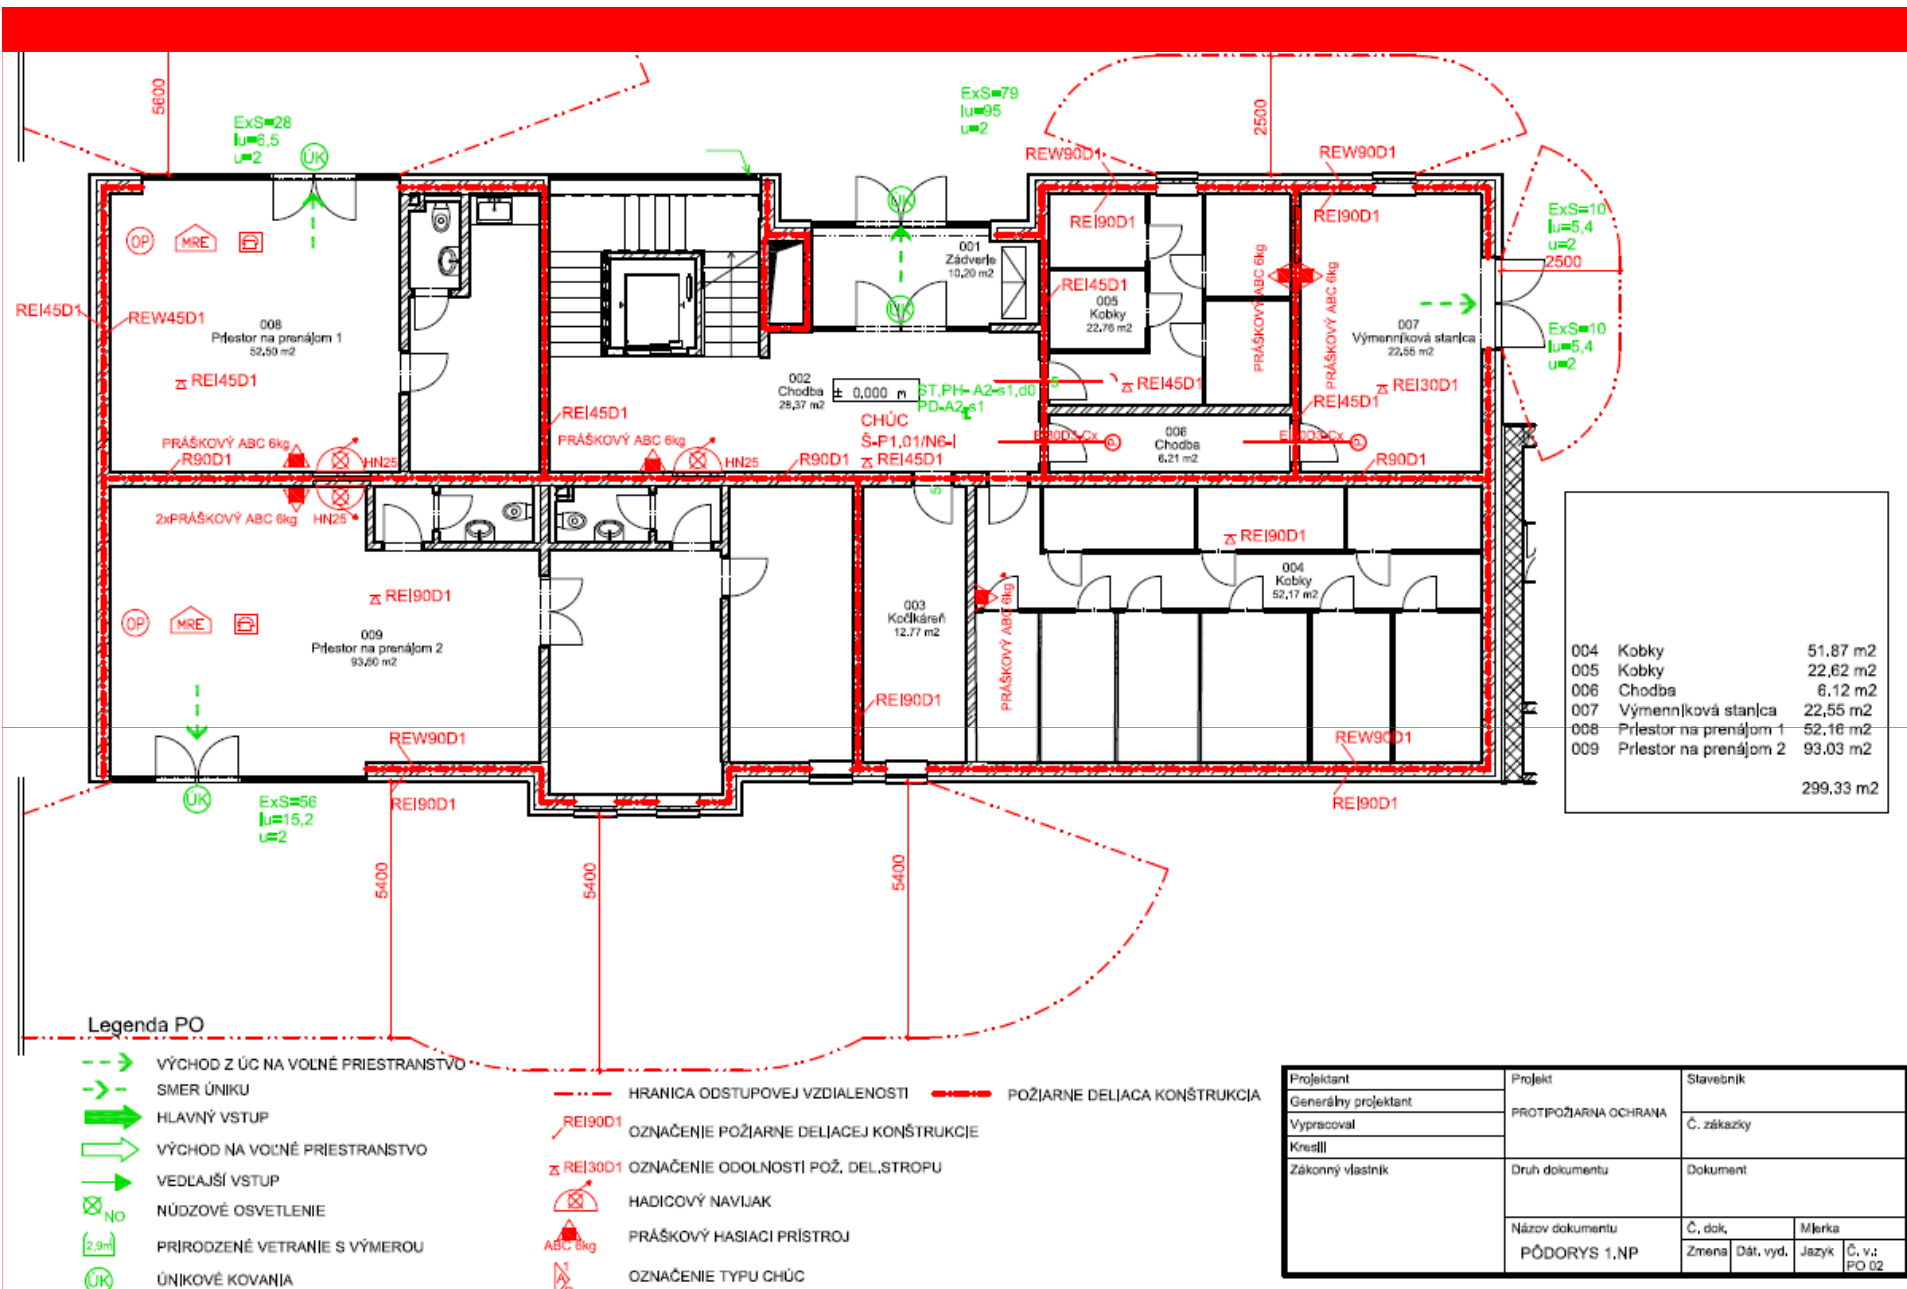 5600
ExS=28
lu=6,5
u=2
ÚK
ExS=79
lu=95
u=2
ÚK
2500
REW90D1
REI90D1
REW90D1
REI90D1
ExS=10
lu=5,4
u=2
2500
ExS=10
lu=5,4
u=2
OP
MRE
REI45D1
REW45D1
008
Priestor na prenájom 1
52,50 m2
REI45D1
PRÁŠKOVÝ ABC 6kg
R90D1
HN25
001
Zádverie
10,20 m2
ÚK
REI45D1
005
Kobky
22,76 m2
PRÁŠKOVÝ ABC 6kg
PRÁŠKOVÝ ABC 6kg
007
Výmenníková stanica
22,55 m2
REI30D1
REI45D1
REI45D1
002
Chodba
28,37 m2
± 0,000 m
ST,PH- A2-s1,d0
PD-A2-s1
CHÚC
Š-P1.01/N6-I
REI45D1
REI45D1
PRÁŠKOVÝ ABC 6kg
HN25
R90D1
006
Chodba
6,21 m2
R90D1
2xPRÁŠKOVÝ ABC 6kg
HN25
REI90D1
OP
MRE
009
Priestor na prenájom 2
93,60 m2
003
Kočikáreň
12,77 m2
REI90D1
PRÁŠKOVÝ ABC 6kg
REI90D1
004
Kobky
52,17 m2
REW90D1
REI90D1
REW90D1
REI90D1
ÚK
ExS=56
lu=15,2
u=2
5400
5400
5400
004 Kobky 51.87 m2
005 Kobky 22,62 m2
006 Chodba 6.12 m2
007 Výmenníková stanica 22,55 m2
008 Priestor na prenájom 1 52,16 m2
009 Priestor na prenájom 2 93.03 m2
299.33 m2
Legenda PO
VÝCHOD Z ÚC NA VOĽNÉ PRIESTRANSTVO
SMER ÚNIKU
HLAVNÝ VSTUP
VÝCHOD NA VOĽNÉ PRIESTRANSTVO
VEDĽAJŠÍ VSTUP
NO NÚDZOVÉ OSVETLENIE
2,9m PRIRODZENÉ VETRANIE S VÝMEROU
ÚK ÚNIKOVÉ KOVANIA
HRANICA ODSTUPOVEJ VZDIALENOSTI
POŽIARNE DELIACA KONŠTRUKCIA
REI90D1 OZNAČENIE POŽIARNE DELIACEJ KONŠTRUKCIE
REI30D1 OZNAČENIE ODOLNOSTI POŽ. DEL.STROPU
HADICOVÝ NAVIJAK
ABC 6kg PRÁŠKOVÝ HASIACI PRÍSTROJ
OZNAČENIE TYPU CHÚC
Projektant
Generálny projektant
Vypracoval
Kreslil
Zákonný vlastník
Projekt
PROTIPOŽIARNA OCHRANA
Stavebník
Č. zákazky
Druh dokumentu
Dokument
Názov dokumentu
PÔDORYS 1.NP
Č. dok.
Mierka
Zmena
Dát. vyd.
Jazyk
Č. v.:
PO 02